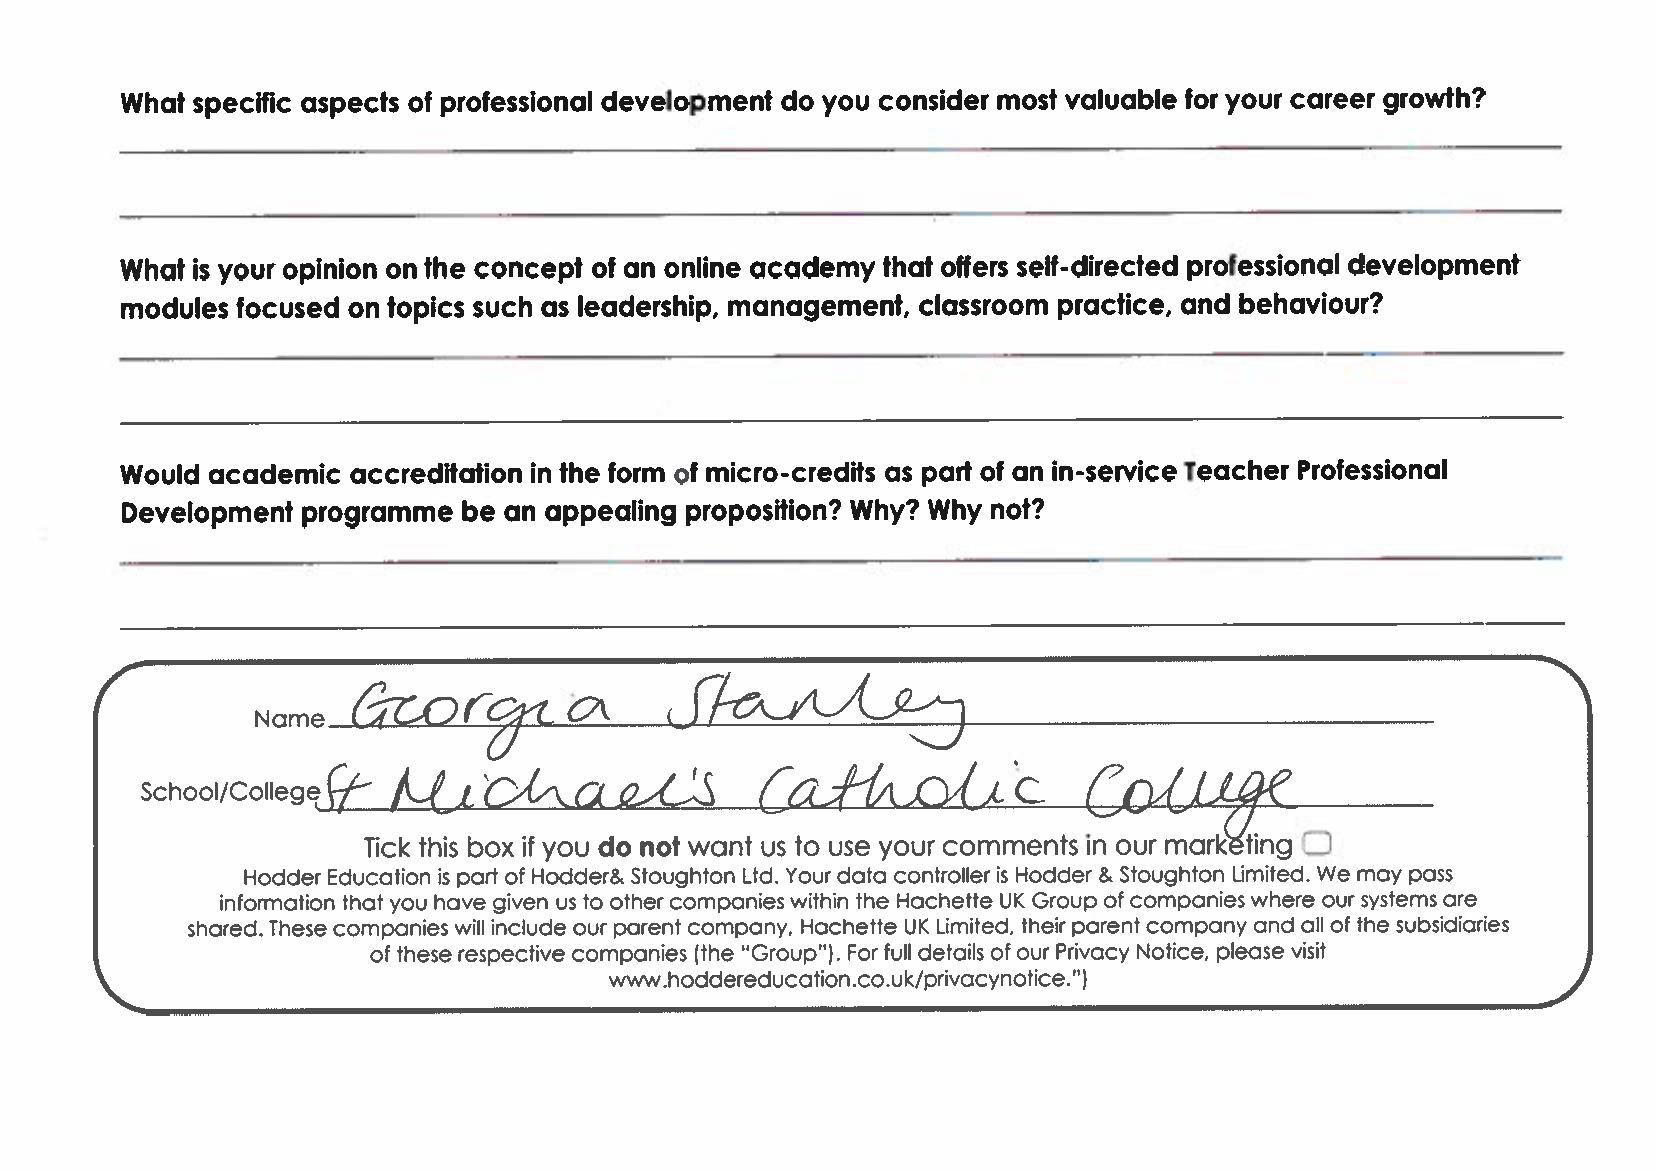 What specific aspects of professional development do you consider most valuable for your career growth?
What is your opinion on the concept of an online academy that offers self-directed professional development
modules focused on topics such as leadership, management, classroom practice, and behaviour?
Would academic accreditation in the form of micro-credits as part of an in-service Teacher Professional
Development programme be an appealing proposition? Why? Why not?
Name Georgia Stanley
School/College St Michael's Catholic College
Tick this box if you do not want us to use your comments in our marketing
Hodder Education is part of Hodder& Stoughton Ltd. Your data controller is Hodder & Stoughton Limited. We may pass
information that you have given us to other companies within the Hachette UK Group of companies where our systems are
shared. These companies will include our parent company, Hachette UK Limited, their parent company and all of the subsidiaries
of these respective companies (the "Group"). For full details of our Privacy Notice, please visit
www.hoddereducation.co.uk/privacynotice.")